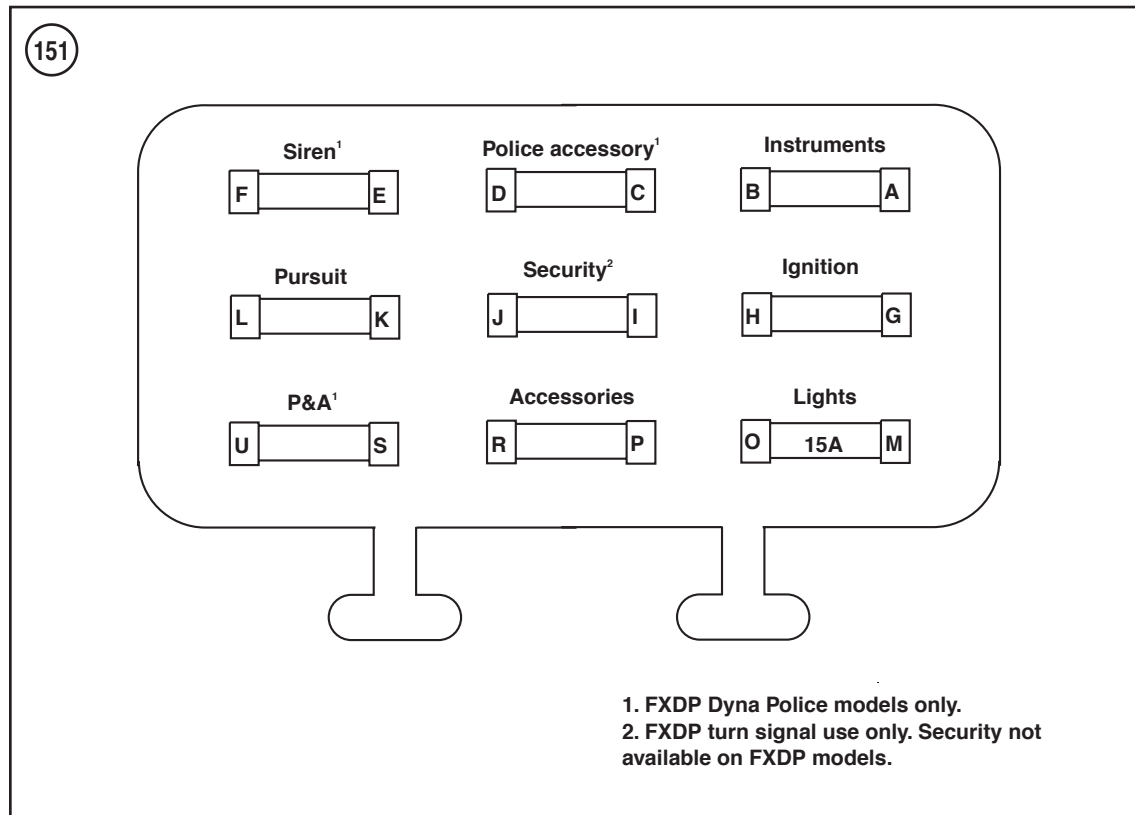 151
Siren¹ Police accessory¹ Instruments
F E D C B A
Pursuit Security² Ignition
L K J I H G
P&A¹ Accessories Lights
U S R P O 15A M
1. FXDP Dyna Police models only.
2. FXDP turn signal use only. Security not
available on FXDP models.